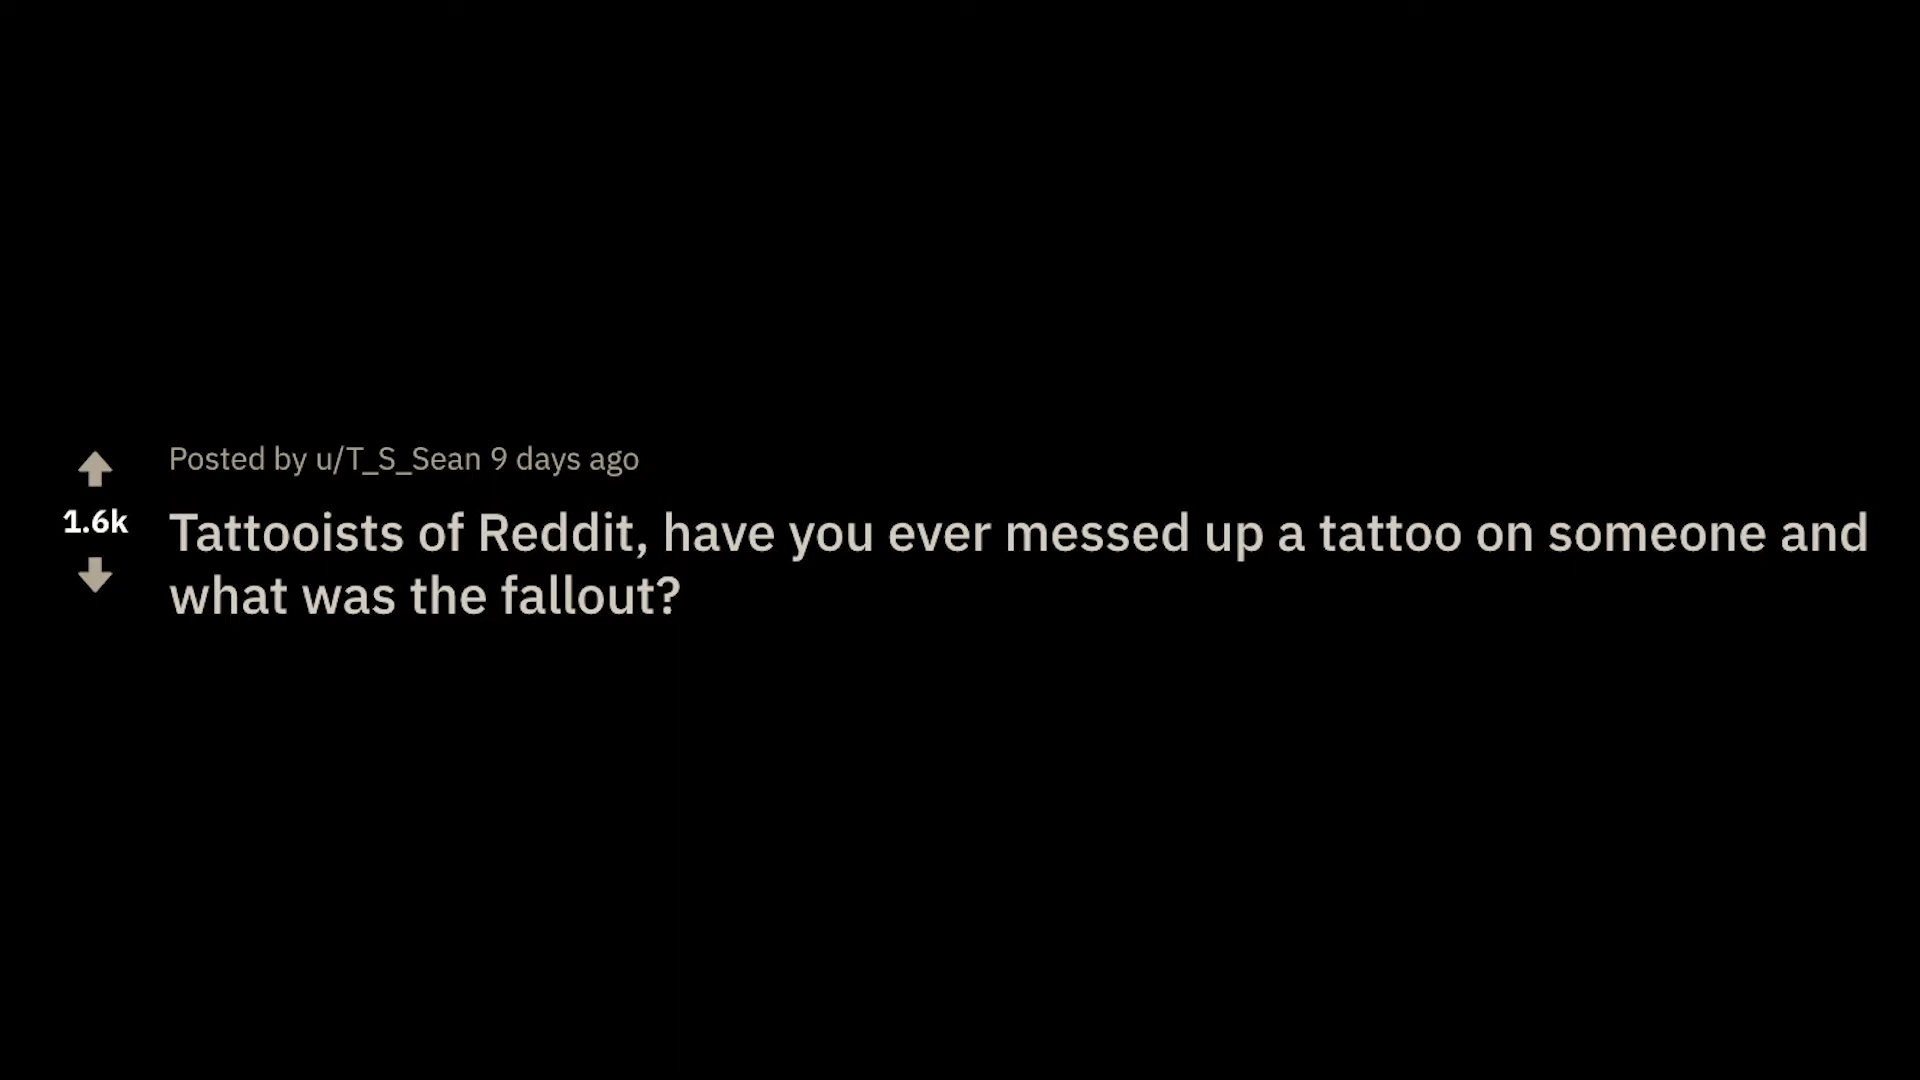 Posted by u/T_S_Sean 9 days ago
1.6k
Tattooists of Reddit, have you ever messed up a tattoo on someone and
what was the fallout?